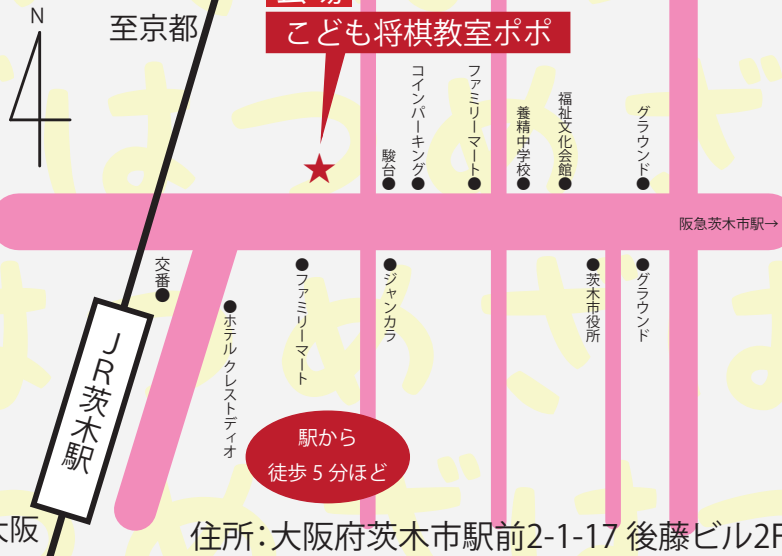 N
至京都
会場
こども将棋教室ポポ
駿台
コインパーキング
ファミリーマート
養精中学校
福祉文化会館
グラウンド
阪急茨木市駅→
交番
ホテル クレストディオ
ファミリーマート
ジャンカラ
茨木市役所
グラウンド
JR茨木駅
駅から
徒歩5分ほど
大阪
住所：大阪府茨木市駅前2-1-17 後藤ビル2F